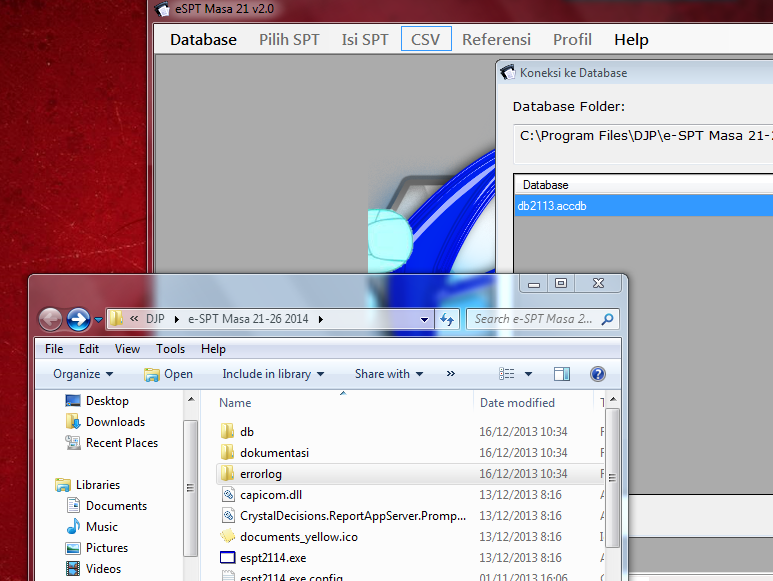 eSPT Masa 21 v2.0
Database Pilih SPT Isi SPT CSV Referensi Profil Help
Koneksi ke Database
Database Folder:
C:\Program Files\DJP\e-SPT Masa 21-2
Database
db2113.accdb
« DJP e-SPT Masa 21-26 2014
Search e-SPT Masa 2...
File Edit View Tools Help
Organize Open Include in library Share with »
Desktop
Downloads
Recent Places
Libraries
Documents
Music
Pictures
Videos
Name Date modified T
db 16/12/2013 10:34 F
dokumentasi 16/12/2013 10:34 F
errorlog 16/12/2013 10:34 F
capicom.dll 13/12/2013 8:16 A
CrystalDecisions.ReportAppServer.Promp... 13/12/2013 8:16 A
documents_yellow.ico 13/12/2013 8:16 I
espt2114.exe 13/12/2013 8:16 A
espt2114.exe.config 01/11/2013 16:06